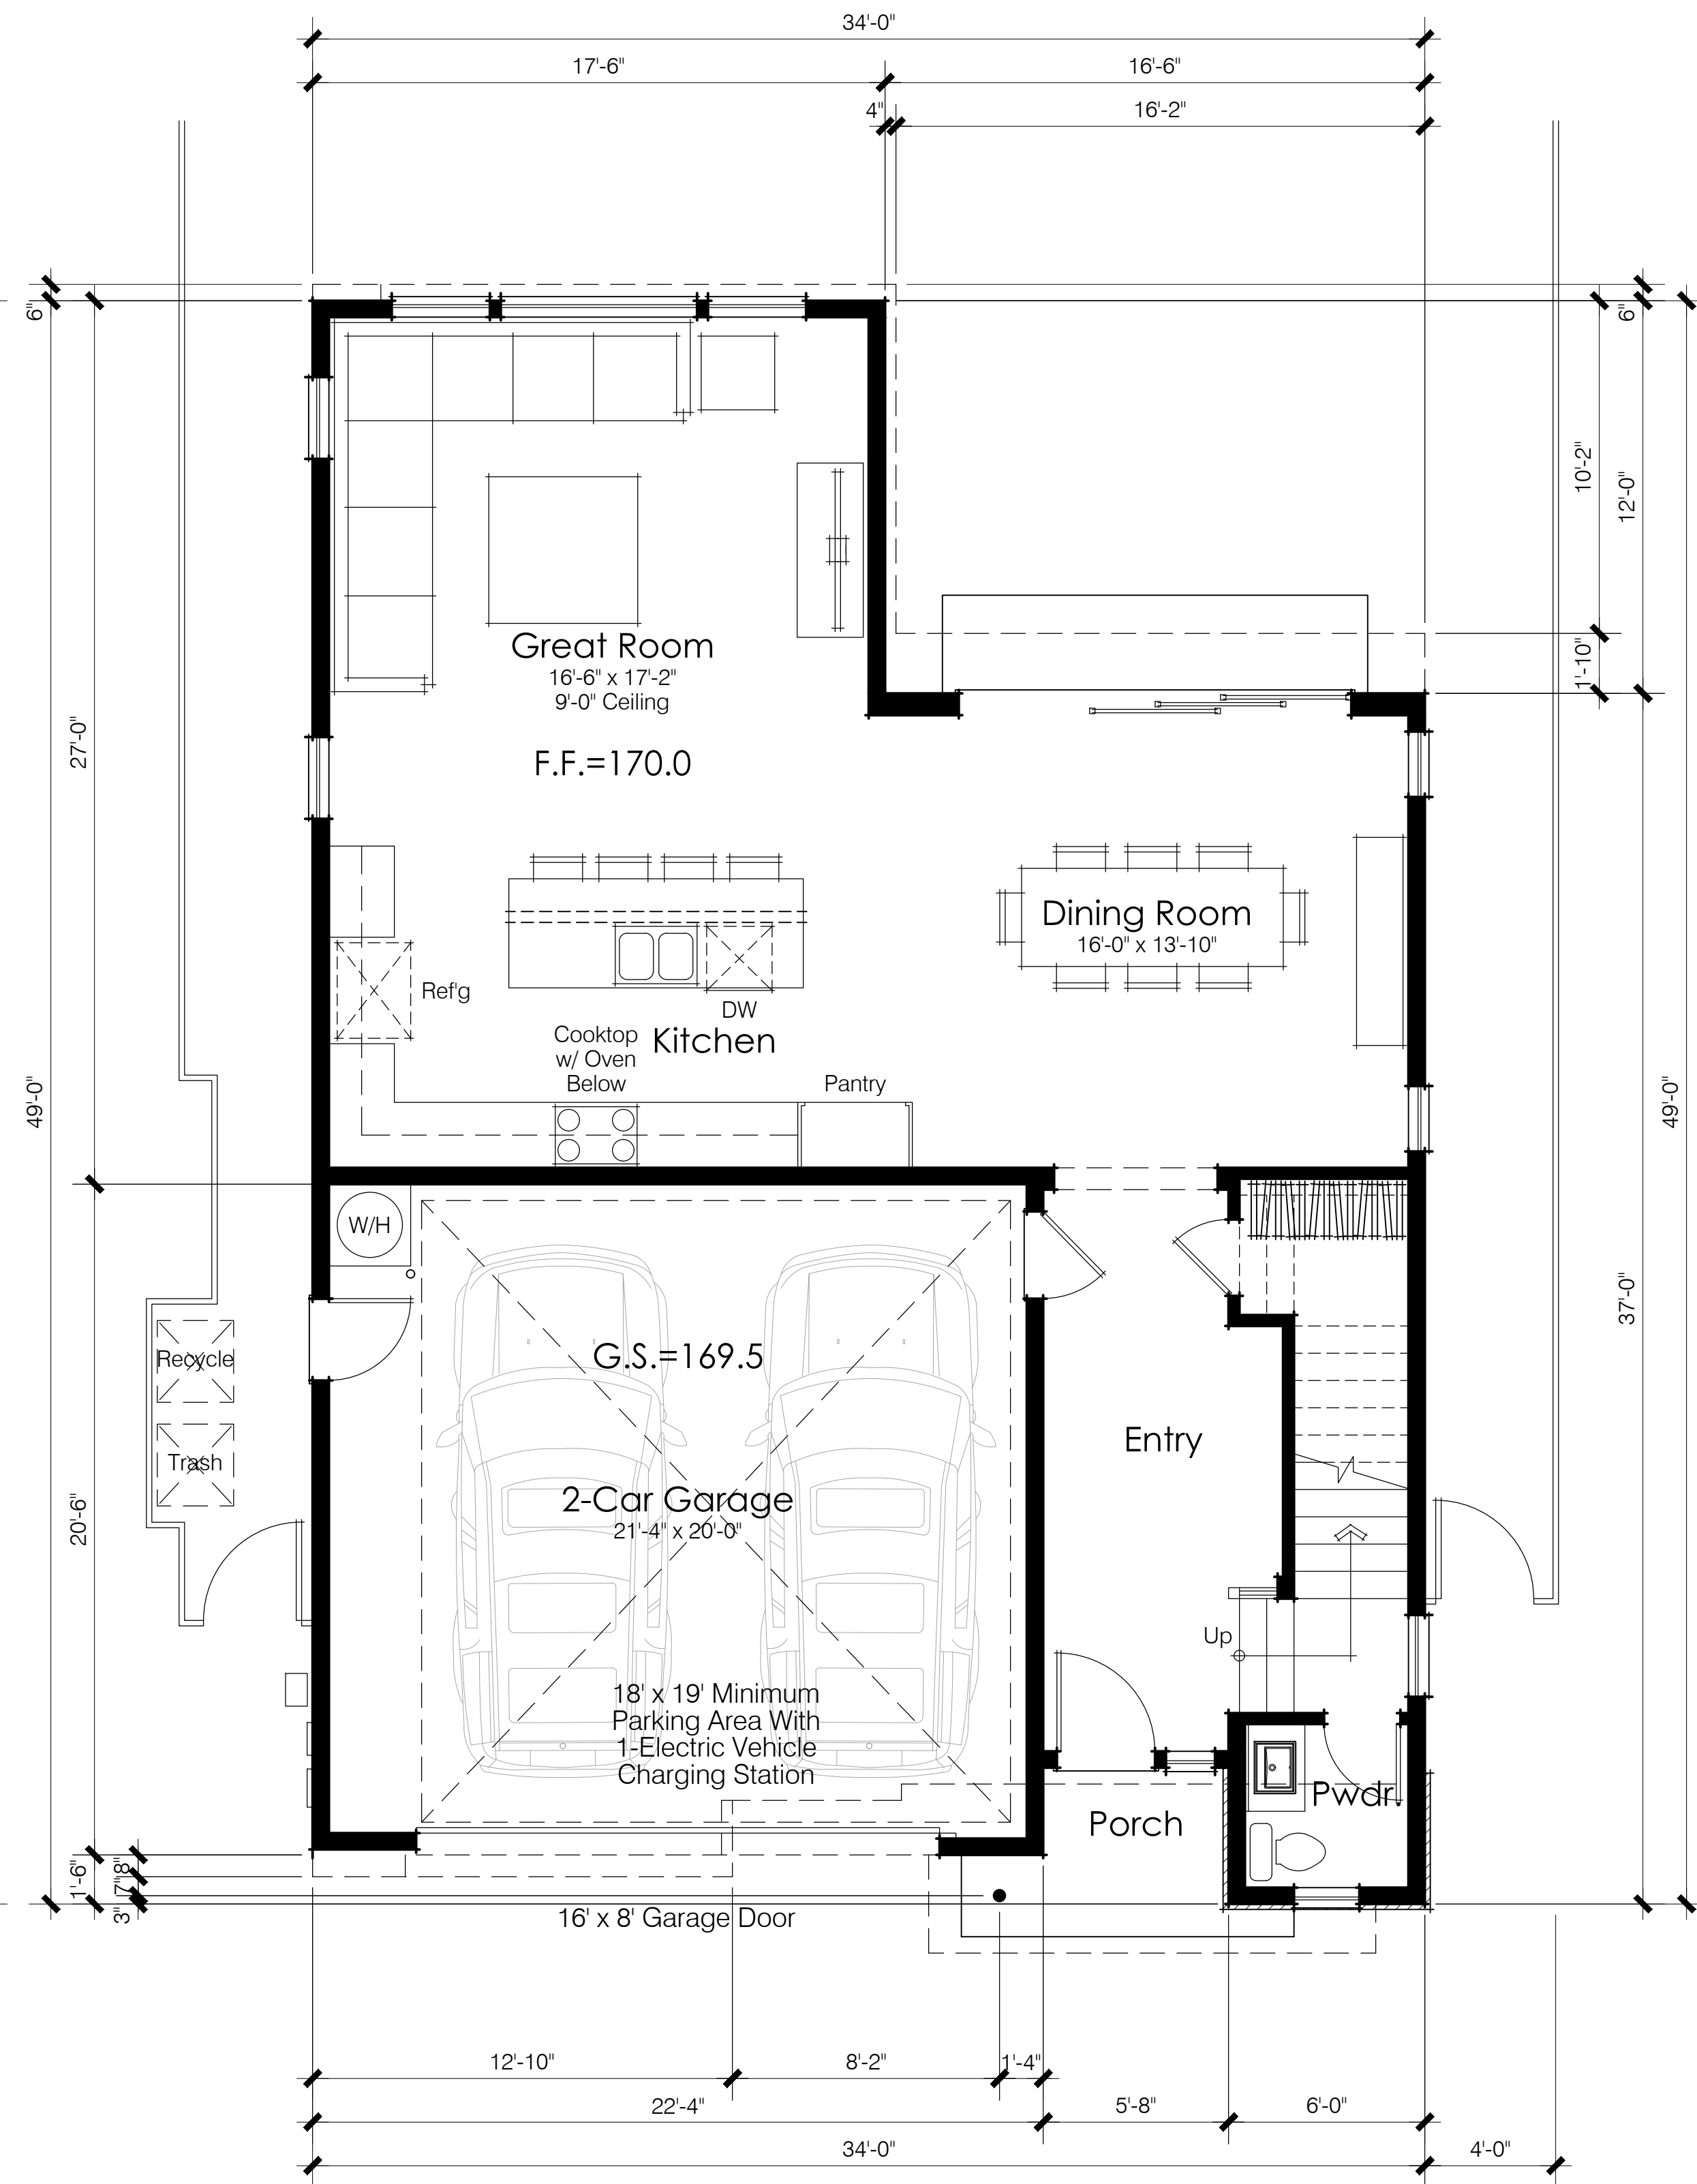 34'-0"
17'-6"
16'-6"
4"
16'-2"
6"
6"
10'-2"
12'-0"
1'-10"
27'-0"
49'-0"
Great Room
16'-6" x 17'-2"
9'-0" Ceiling
F.F.=170.0
Dining Room
16'-0" x 13'-10"
Ref'g
DW
Kitchen
Cooktop
w/ Oven
Below
Pantry
49'-0"
37'-0"
W/H
G.S.=169.5
Recycle
Trash
Entry
2-Car Garage
21'-4" x 20'-0"
20'-6"
Up
18' x 19' Minimum
Parking Area With
1-Electric Vehicle
Charging Station
Pwdr.
Porch
1'-6"
7"
8"
3"
16' x 8' Garage Door
12'-10"
8'-2"
1'-4"
22'-4"
5'-8"
6'-0"
34'-0"
4'-0"